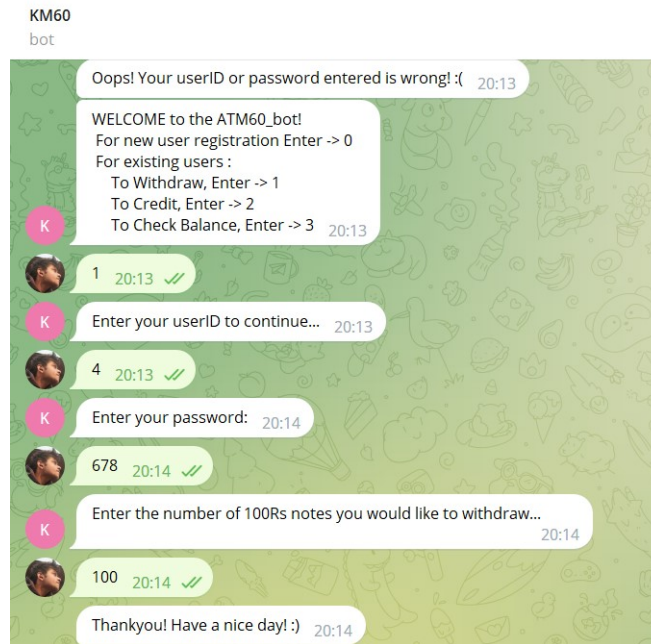 KM60
bot
Oops! Your userID or password entered is wrong! :( 20:13
WELCOME to the ATM60_bot!
For new user registration Enter -> 0
For existing users :
To Withdraw, Enter -> 1
To Credit, Enter -> 2
To Check Balance, Enter -> 3 20:13
K
1 20:13
K
Enter your userID to continue... 20:13
4 20:13
K
Enter your password: 20:14
678 20:14
Enter the number of 100Rs notes you would like to withdraw...
K
20:14
100 20:14
Thankyou! Have a nice day! :) 20:14